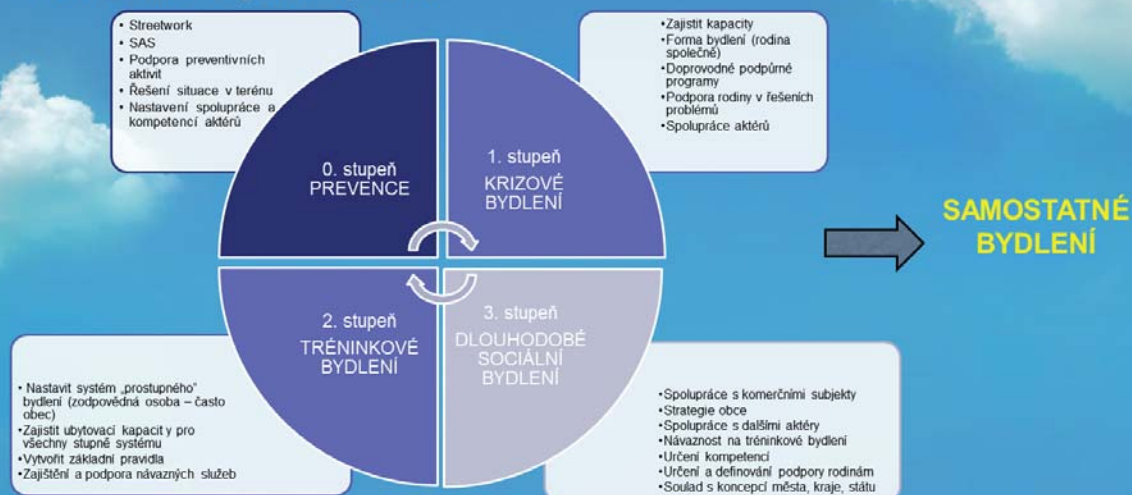 • Streetwork
• SAS
• Podpora preventivních
aktivit
• Řešení situace v terénu
• Nastavení spolupráce a
kompetencí aktérů
•Zajistit kapacity
•Forma bydlení (rodina
společně)
•Doprovodné podpůrné
programy
•Podpora rodiny v řešeních
problémů
•Spolupráce aktérů
0. stupeň
PREVENCE
1. stupeň
KRIZOVÉ
BYDLENÍ
SAMOSTATNÉ
BYDLENÍ
2. stupeň
TRÉNINKOVÉ
BYDLENÍ
3. stupeň
DLOUHODOBÉ
SOCIÁLNÍ
BYDLENÍ
• Nastavit systém „prostupného"
bydlení (zodpovědná osoba – často
obec)
• Zajistit ubytovací kapacit y pro
všechny stupně systému
• Vytvořit základní pravidla
• Zajištění a podpora návazných služeb
•Spolupráce s komerčními subjekty
•Strategie obce
•Spolupráce s dalšími aktéry
•Návaznost na tréninkové bydlení
•Určení kompetencí
•Určení a definování podpory rodinám
•Soulad s koncepcí města, kraje, státu